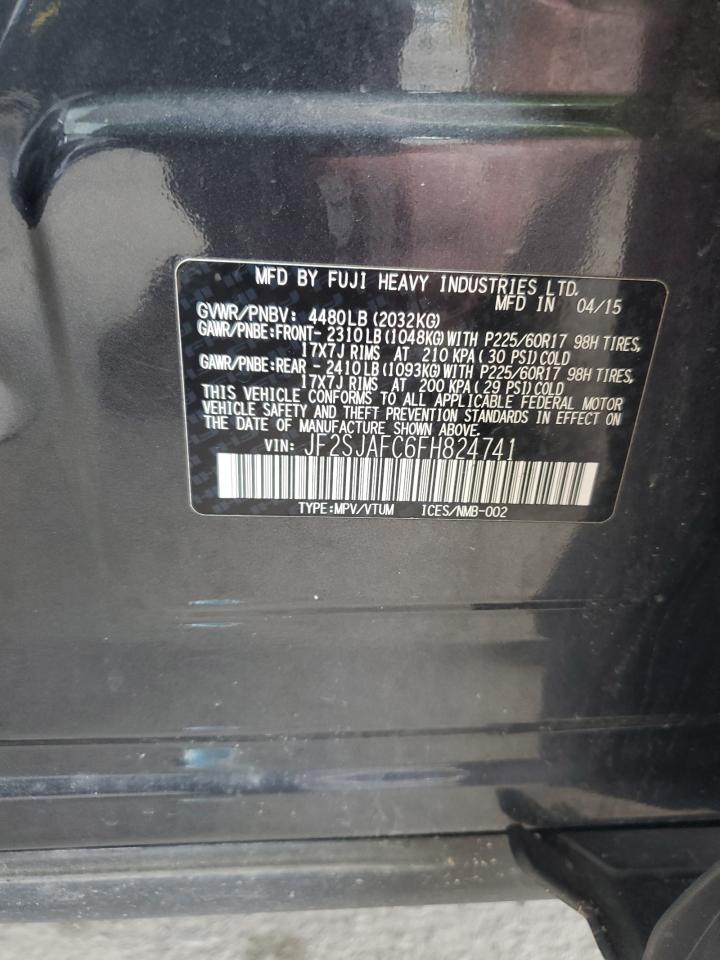 MFD BY FUJI HEAVY INDUSTRIES LTD.
MFD IN 04/15
GVWR/PNBV: 4480LB (2032KG)
GAWR/PNBE:FRONT- 2310LB (1048KG)WITH P225/60R17 98H TIRES,
17X7J RIMS AT 210 KPA ( 30 PSI)COLD
GAWR/PNBE:REAR - 2410LB (1093KG)WITH P225/60R17 98H TIRES,
17X7J RIMS AT 200 KPA ( 29 PSI)COLD
THIS VEHICLE CONFORMS TO ALL APPLICABLE FEDERAL MOTOR
VEHICLE SAFETY AND THEFT PREVENTION STANDARDS IN EFFECT ON
THE DATE OF MANUFACTURE SHOWN ABOVE.
VIN: JF2SJAFC6FH824741
TYPE:MPV/VTUM ICES/NMB-002